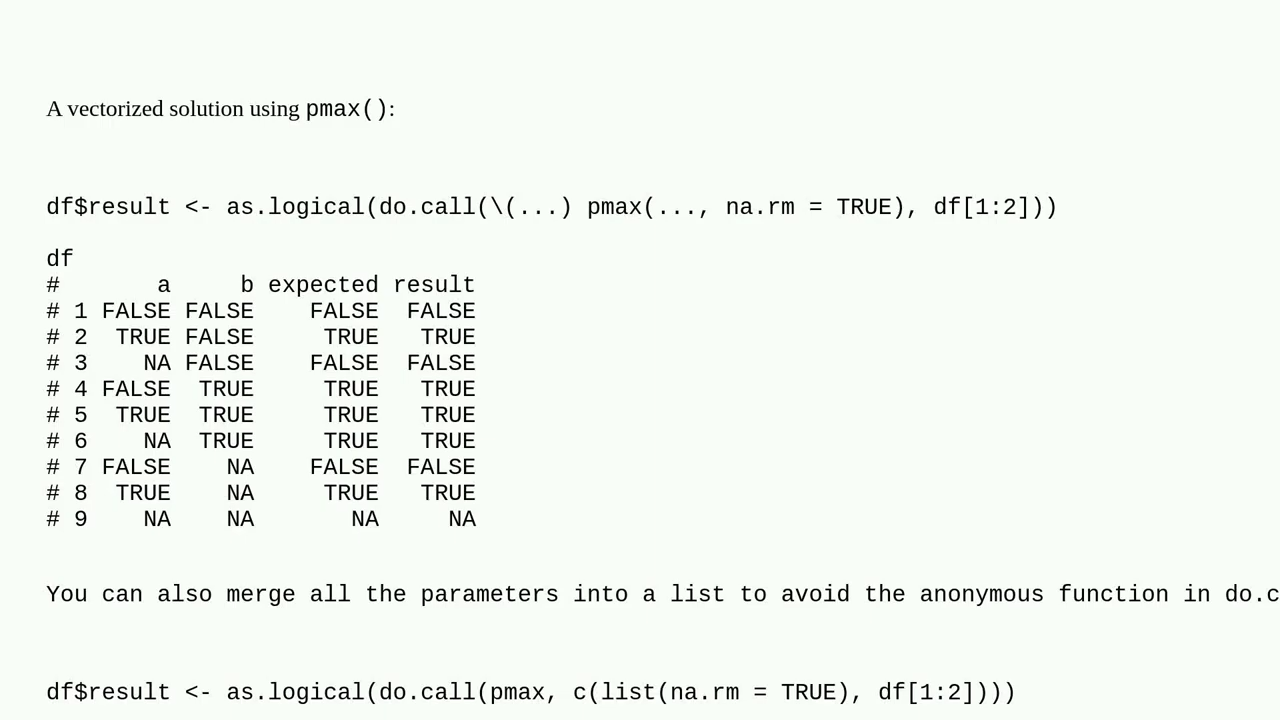 A vectorized solution using pmax():
df$result <- as.logical(do.call(\(...) pmax(..., na.rm = TRUE), df[1:2]))
df
#       a     b expected result
# 1 FALSE FALSE    FALSE  FALSE
# 2  TRUE FALSE     TRUE   TRUE
# 3    NA FALSE    FALSE  FALSE
# 4 FALSE  TRUE     TRUE   TRUE
# 5  TRUE  TRUE     TRUE   TRUE
# 6    NA  TRUE     TRUE   TRUE
# 7 FALSE    NA    FALSE  FALSE
# 8  TRUE    NA     TRUE   TRUE
# 9    NA    NA       NA     NA
You can also merge all the parameters into a list to avoid the anonymous function in do.c
df$result <- as.logical(do.call(pmax, c(list(na.rm = TRUE), df[1:2])))